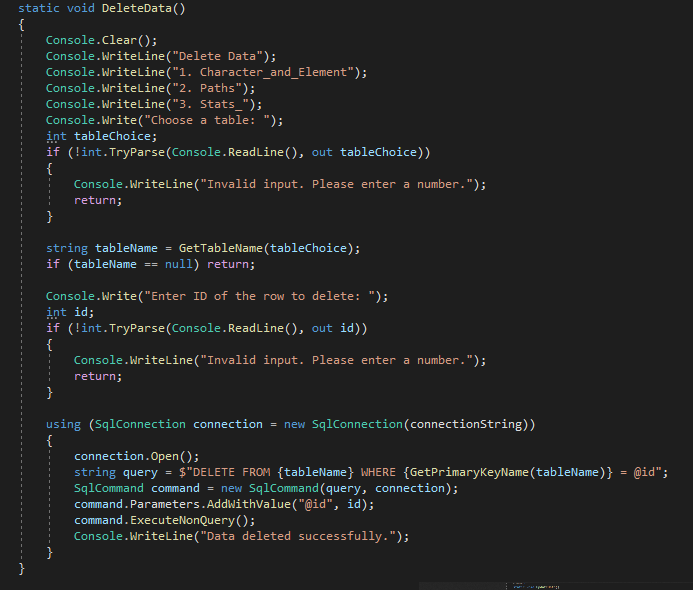 static void DeleteData()
{
    Console.Clear();
    Console.WriteLine("Delete Data");
    Console.WriteLine("1. Character_and_Element");
    Console.WriteLine("2. Paths");
    Console.WriteLine("3. Stats_");
    Console.Write("Choose a table: ");
    int tableChoice;
    if (!int.TryParse(Console.ReadLine(), out tableChoice))
    {
        Console.WriteLine("Invalid input. Please enter a number.");
        return;
    }

    string tableName = GetTableName(tableChoice);
    if (tableName == null) return;

    Console.Write("Enter ID of the row to delete: ");
    int id;
    if (!int.TryParse(Console.ReadLine(), out id))
    {
        Console.WriteLine("Invalid input. Please enter a number.");
        return;
    }

    using (SqlConnection connection = new SqlConnection(connectionString))
    {
        connection.Open();
        string query = $"DELETE FROM {tableName} WHERE {GetPrimaryKeyName(tableName)} = @id";
        SqlCommand command = new SqlCommand(query, connection);
        command.Parameters.AddWithValue("@id", id);
        command.ExecuteNonQuery();
        Console.WriteLine("Data deleted successfully.");
    }
}